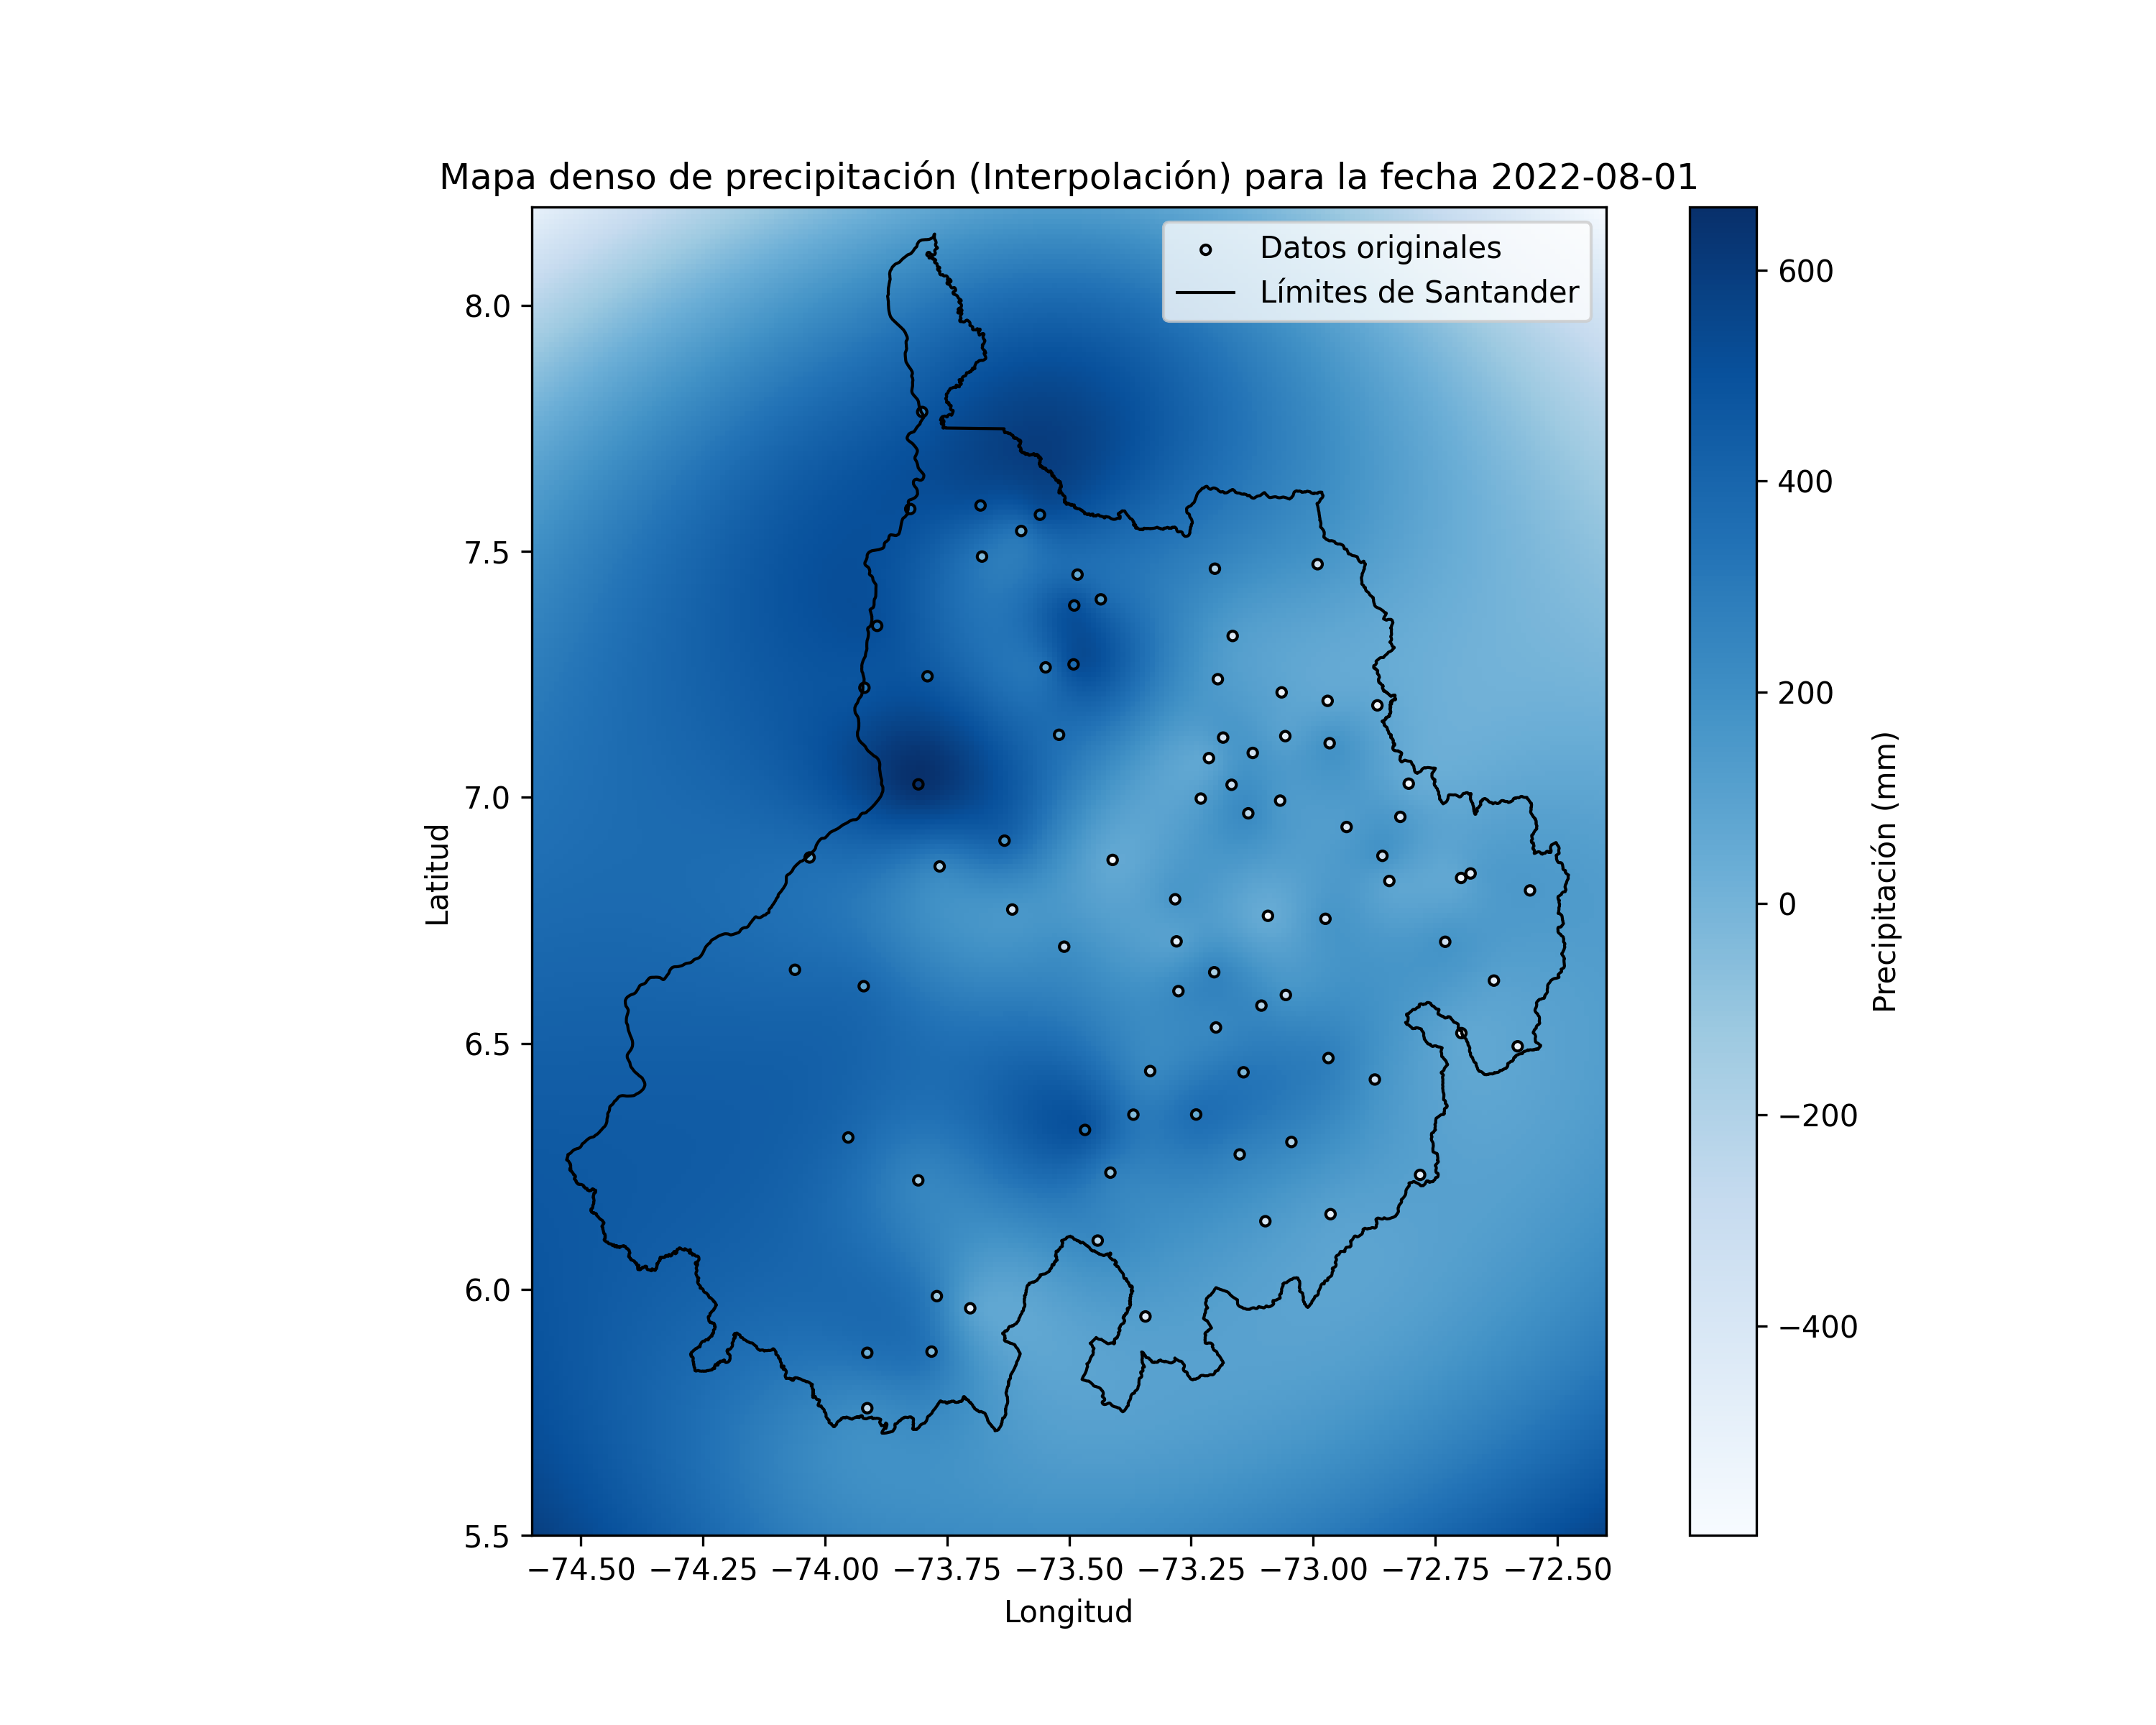 Mapa denso de precipitación (Interpolación) para la fecha 2022-08-01
Datos originales
Límites de Santander
8.0
7.5
7.0
6.5
6.0
5.5
Latitud
−74.50 −74.25 −74.00 −73.75 −73.50 −73.25 −73.00 −72.75 −72.50
Longitud
600
400
200
0
−200
−400
Precipitación (mm)